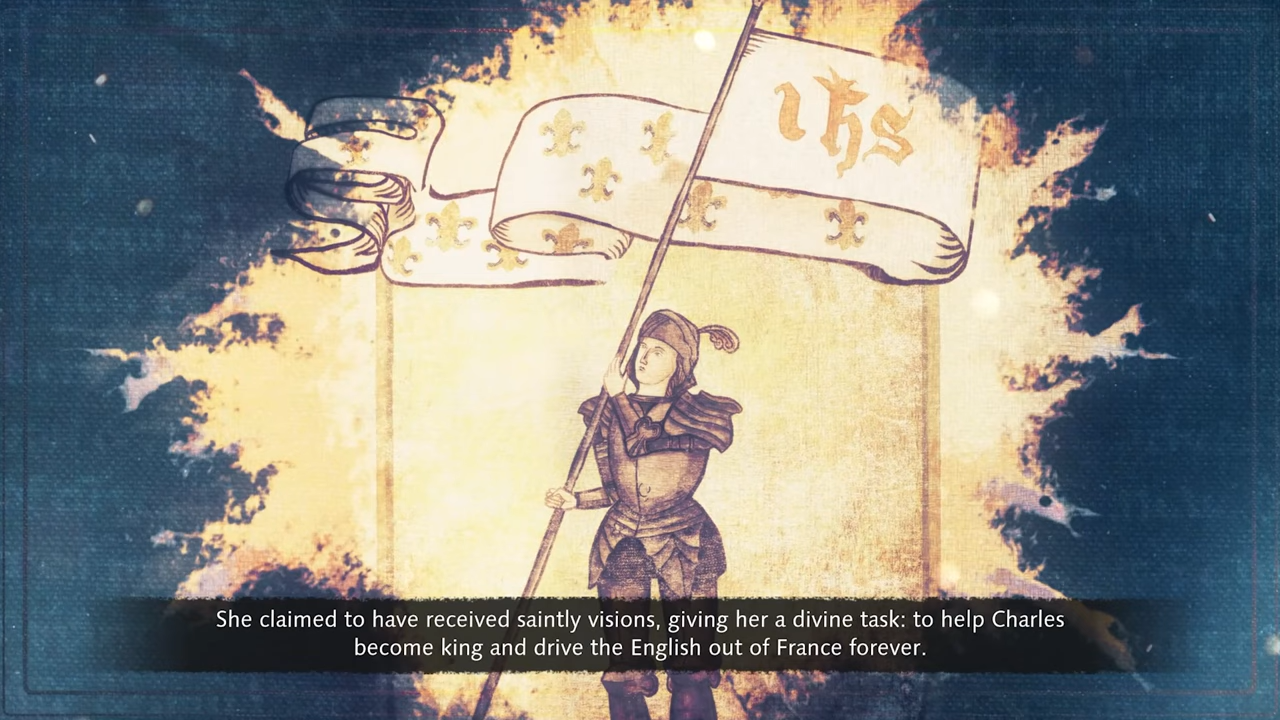 ihs
She claimed to have received saintly visions, giving her a divine task: to help Charles
become king and drive the English out of France forever.